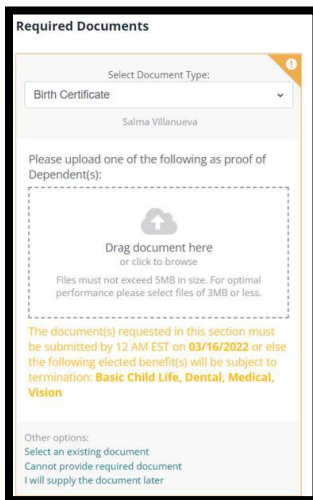 Required Documents
Select Document Type:
Birth Certificate
Salma Villanueva
Please upload one of the following as proof of
Dependent(s):
Drag document here
or click to browse
Files must not exceed 5MB in size. For optimal
performance please select files of 3MB or less.
The document(s) requested in this section must
be submitted by 12 AM EST on 03/16/2022 or else
the following elected benefit(s) will be subject to
termination: Basic Child Life, Dental, Medical,
Vision
Other options:
Select an existing document
Cannot provide required document
I will supply the document later